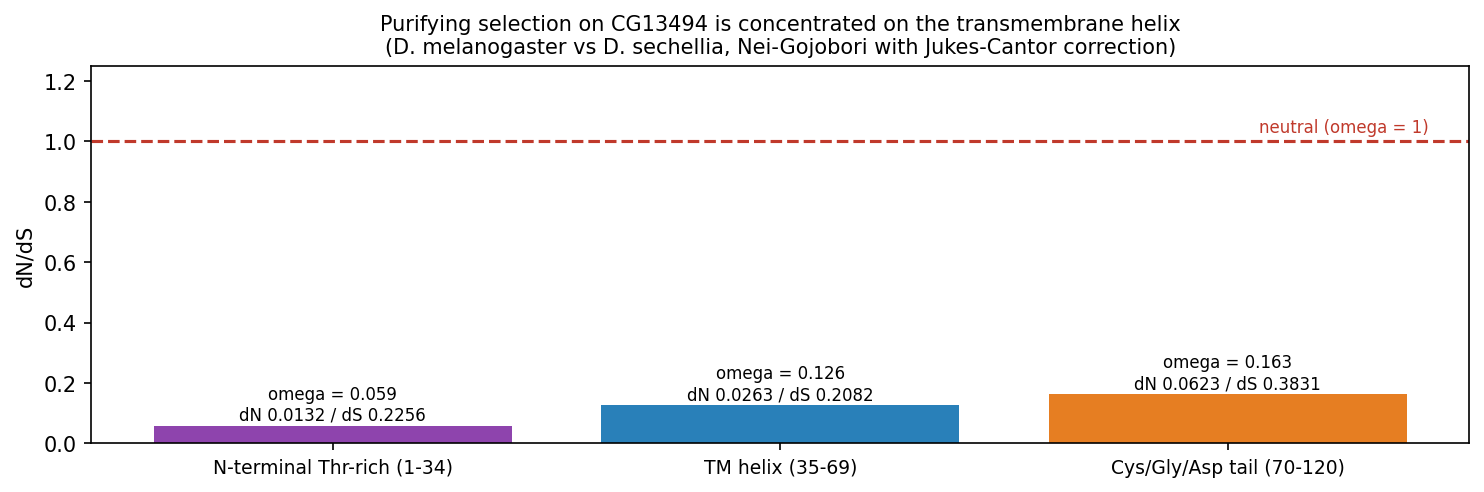 Purifying selection on CG13494 is concentrated on the transmembrane helix
(D. melanogaster vs D. sechellia, Nei-Gojobori with Jukes-Cantor correction)
1.2
1.0
0.8
0.6
0.4
0.2
0.0
dN/dS
neutral (omega = 1)
omega = 0.059
dN 0.0132 / dS 0.2256
omega = 0.126
dN 0.0263 / dS 0.2082
omega = 0.163
dN 0.0623 / dS 0.3831
N-terminal Thr-rich (1-34)
TM helix (35-69)
Cys/Gly/Asp tail (70-120)